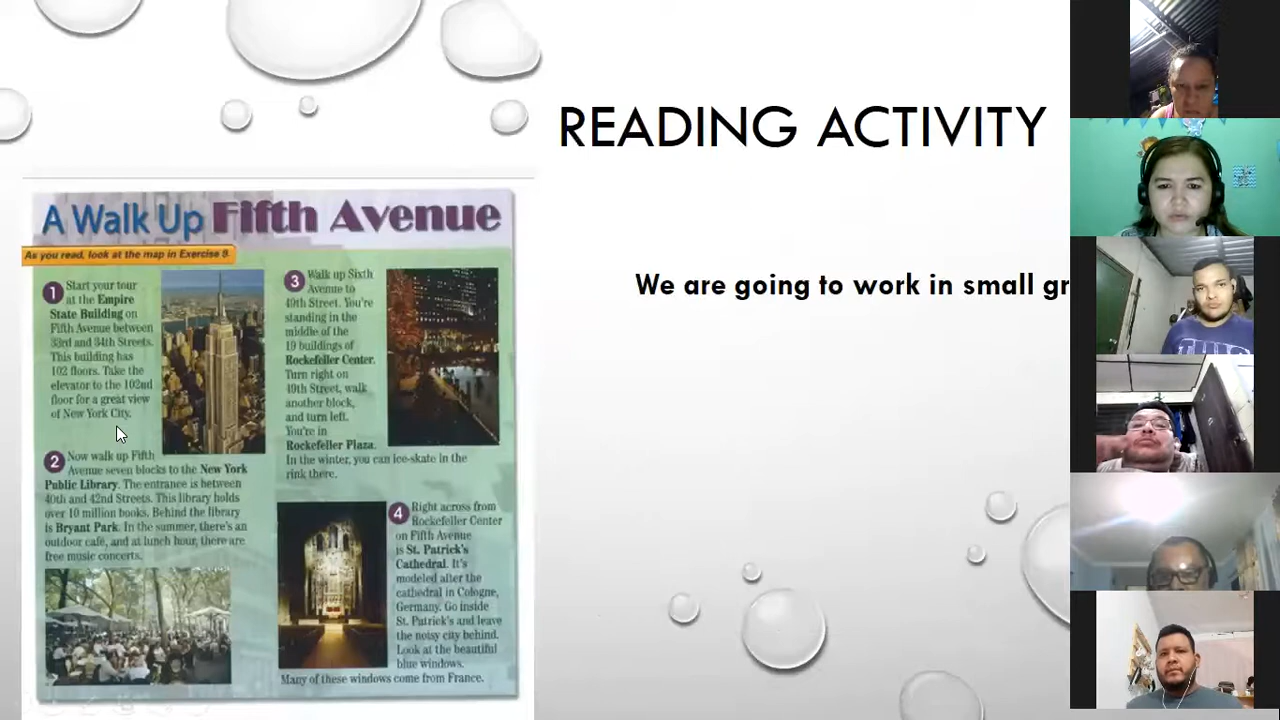 READING ACTIVITY
We are going to work in small gr
A Walk Up Fifth Avenue
As you read, look at the map in Exercise 9.
1 Start your tour
at the Empire
State Building on
Fifth Avenue between
33rd and 34th Streets.
This building has
102 floors. Take the
elevator to the 102nd
floor for a great view
of New York City.
2 Now walk up Fifth
Avenue seven blocks to the New York
Public Library. The entrance is between
40th and 42nd Streets. This library holds
over 10 million books. Behind the library
is Bryant Park. In the summer, there's an
outdoor café, and at lunch hour, there are
free music concerts.
3 Walk up Sixth
Avenue to
49th Street. You're
standing in the
middle of the
19 buildings of
Rockefeller Center.
Turn right on
49th Street, walk
another block,
and turn left.
You're in
Rockefeller Plaza.
In the winter, you can ice-skate in the
rink there.
4 Right across from
Rockefeller Center
on Fifth Avenue
is St. Patrick's
Cathedral. It's
modeled after the
cathedral in Cologne,
Germany. Go inside
St. Patrick's and leave
the noisy city behind.
Look at the beautiful
blue windows.
Many of these windows come from France.